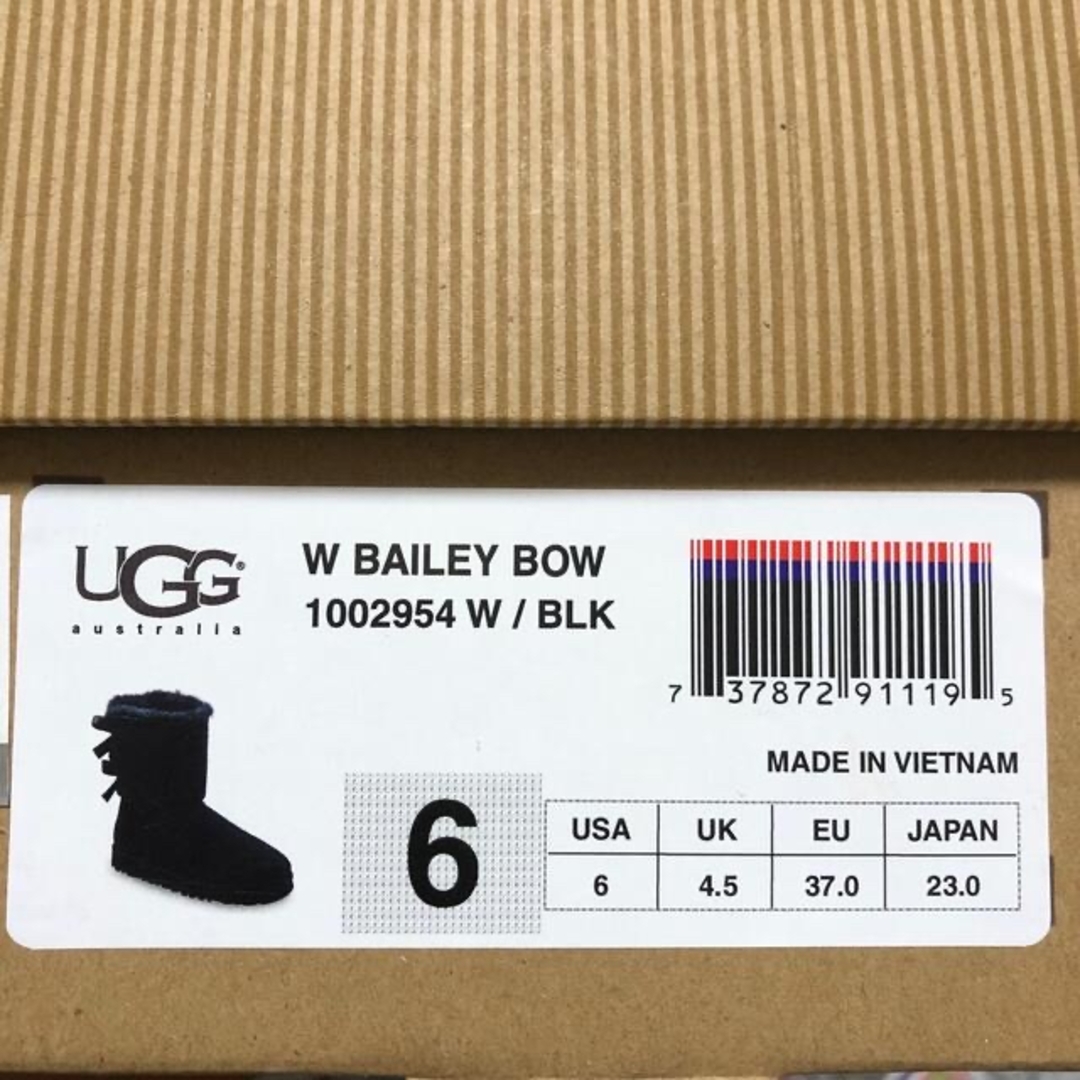 UGG®
australia
W BAILEY BOW
1002954 W / BLK
7 37872 91119 5
MADE IN VIETNAM
6
USA UK EU JAPAN
6 4.5 37.0 23.0